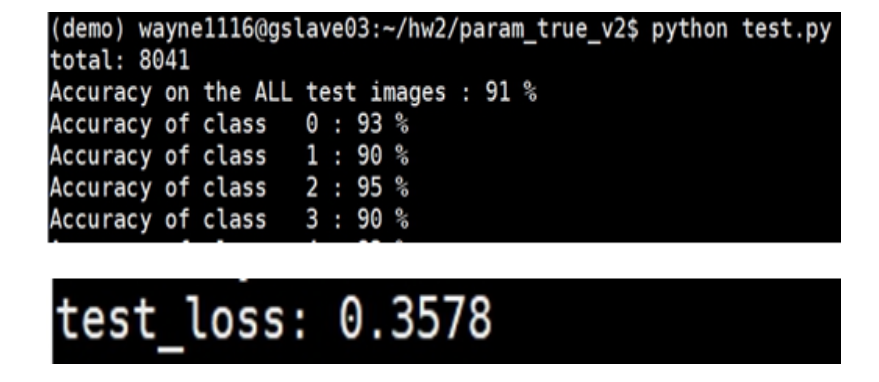 (demo) wayne1116@gslave03:~/hw2/param_true_v2$ python test.py
total: 8041
Accuracy on the ALL test images : 91 %
Accuracy of class   0 : 93 %
Accuracy of class   1 : 90 %
Accuracy of class   2 : 95 %
Accuracy of class   3 : 90 %
test_loss: 0.3578